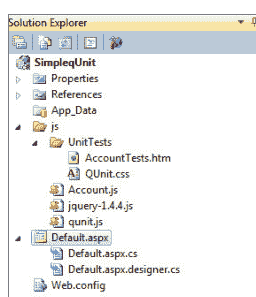 Solution Explorer
SimpleqUnit
Properties
References
App_Data
js
UnitTests
AccountTests.htm
QUnit.css
Account.js
jquery-1.4.4.js
qunit.js
Default.aspx
Default.aspx.cs
Default.aspx.designer.cs
Web.config